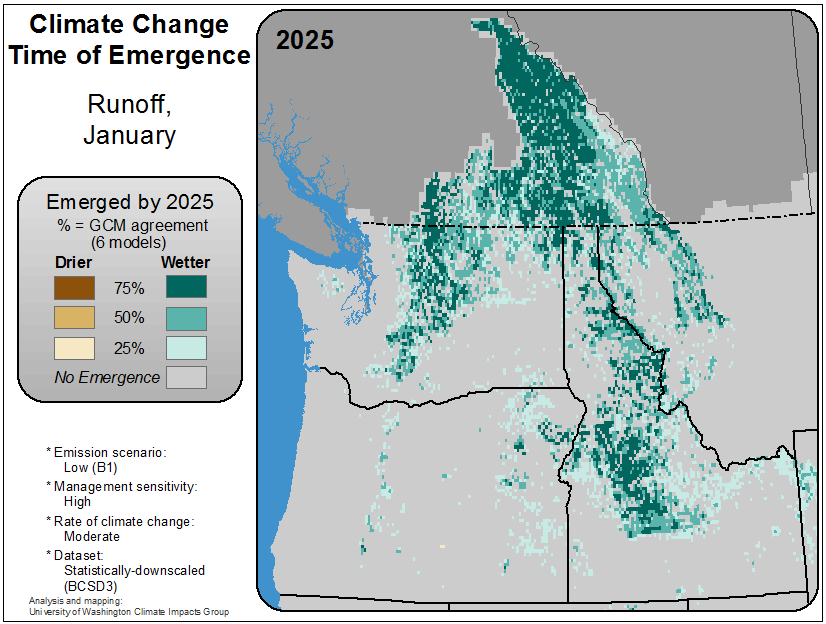 Climate Change
Time of Emergence
Runoff,
January
Emerged by 2025
% = GCM agreement
(6 models)
Drier Wetter
75%
50%
25%
No Emergence
* Emission scenario:
Low (B1)
* Management sensitivity:
High
* Rate of climate change:
Moderate
* Dataset:
Statistically-downscaled
(BCSD3)
Analysis and mapping:
University of Washington Climate Impacts Group
2025